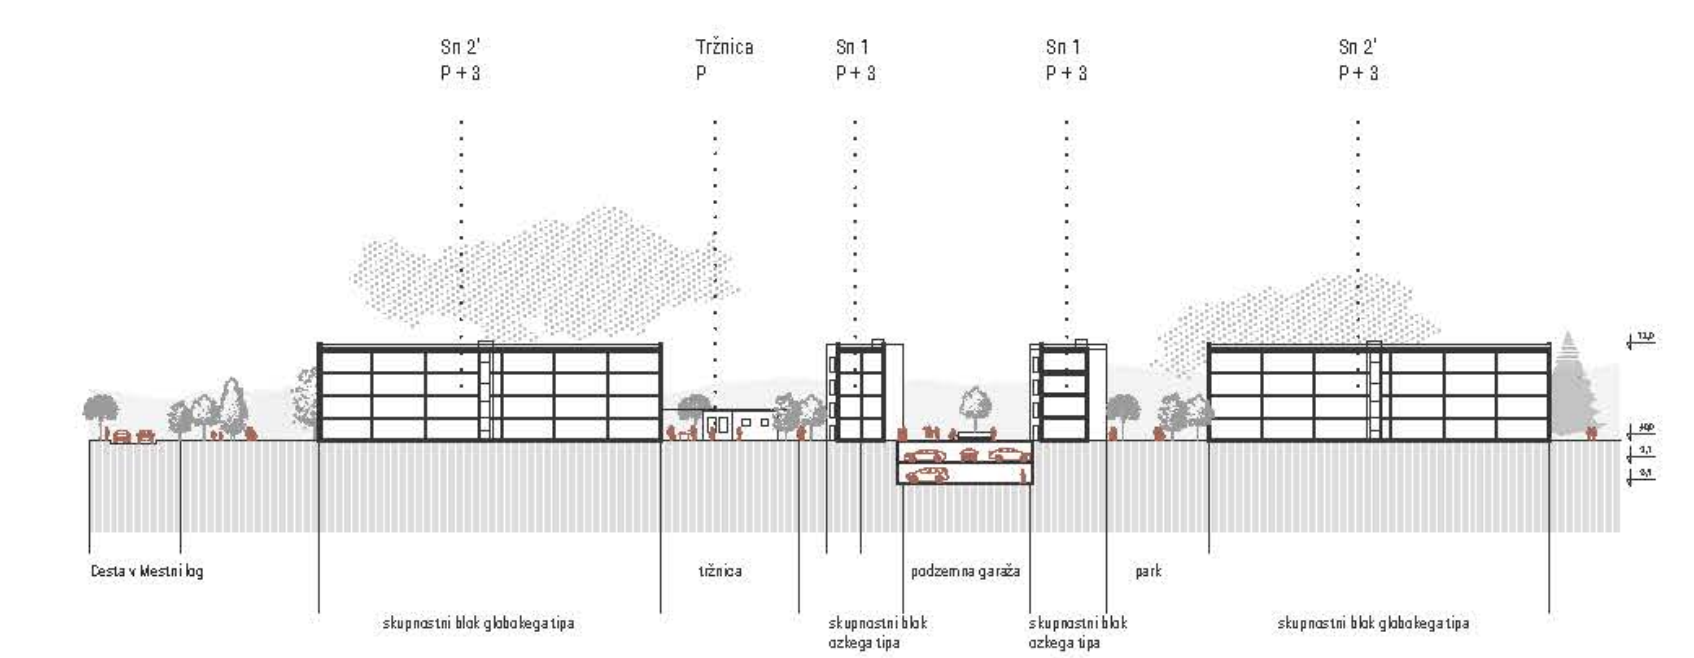 Sn 2'
P + 3
Tržnica
P
Sn 1
P + 3
Sn 1
P + 3
Sn 2'
P + 3
Cesta v Mestni log
tržnica
podzemna garaža
park
skupnostni blok globokega tipa
skupnostni blok
ozkega tipa
skupnostni blok
ozkega tipa
skupnostni blok globokega tipa